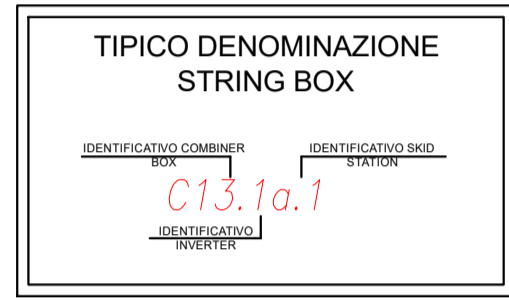 TIPICO DENOMINAZIONE
STRING BOX
IDENTIFICATIVO COMBINER
BOX
IDENTIFICATIVO SKID
STATION
C13.1a.1
IDENTIFICATIVO
INVERTER